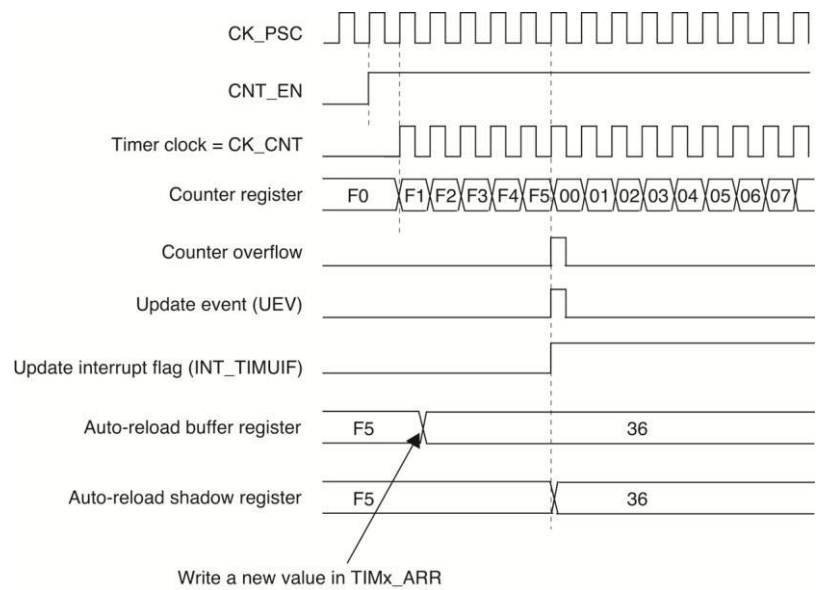 CK_PSC
CNT_EN
Timer clock = CK_CNT
Counter register F0 F1 F2 F3 F4 F5 00 01 02 03 04 05 06 07
Counter overflow
Update event (UEV)
Update interrupt flag (INT_TIMUIF)
Auto-reload buffer register F5 36
Auto-reload shadow register F5 36
Write a new value in TIMx_ARR